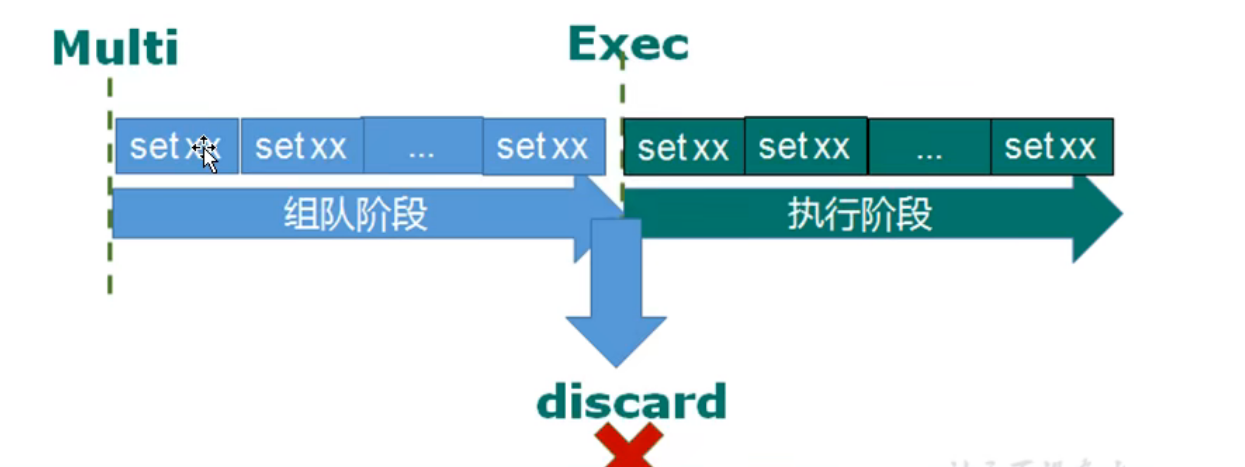 Multi
Exec
set xx set xx ... set xx set xx set xx ... set xx
组队阶段 执行阶段
discard